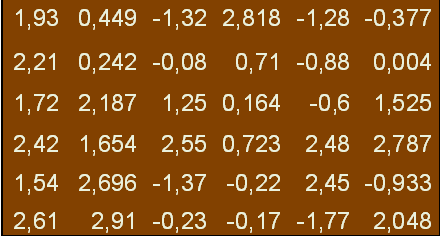 1,93 0,449 -1,32 2,818 -1,28 -0,377
2,21 0,242 -0,08 0,71 -0,88 0,004
1,72 2,187 1,25 0,164 -0,6 1,525
2,42 1,654 2,55 0,723 2,48 2,787
1,54 2,696 -1,37 -0,22 2,45 -0,933
2,61 2,91 -0,23 -0,17 -1,77 2,048